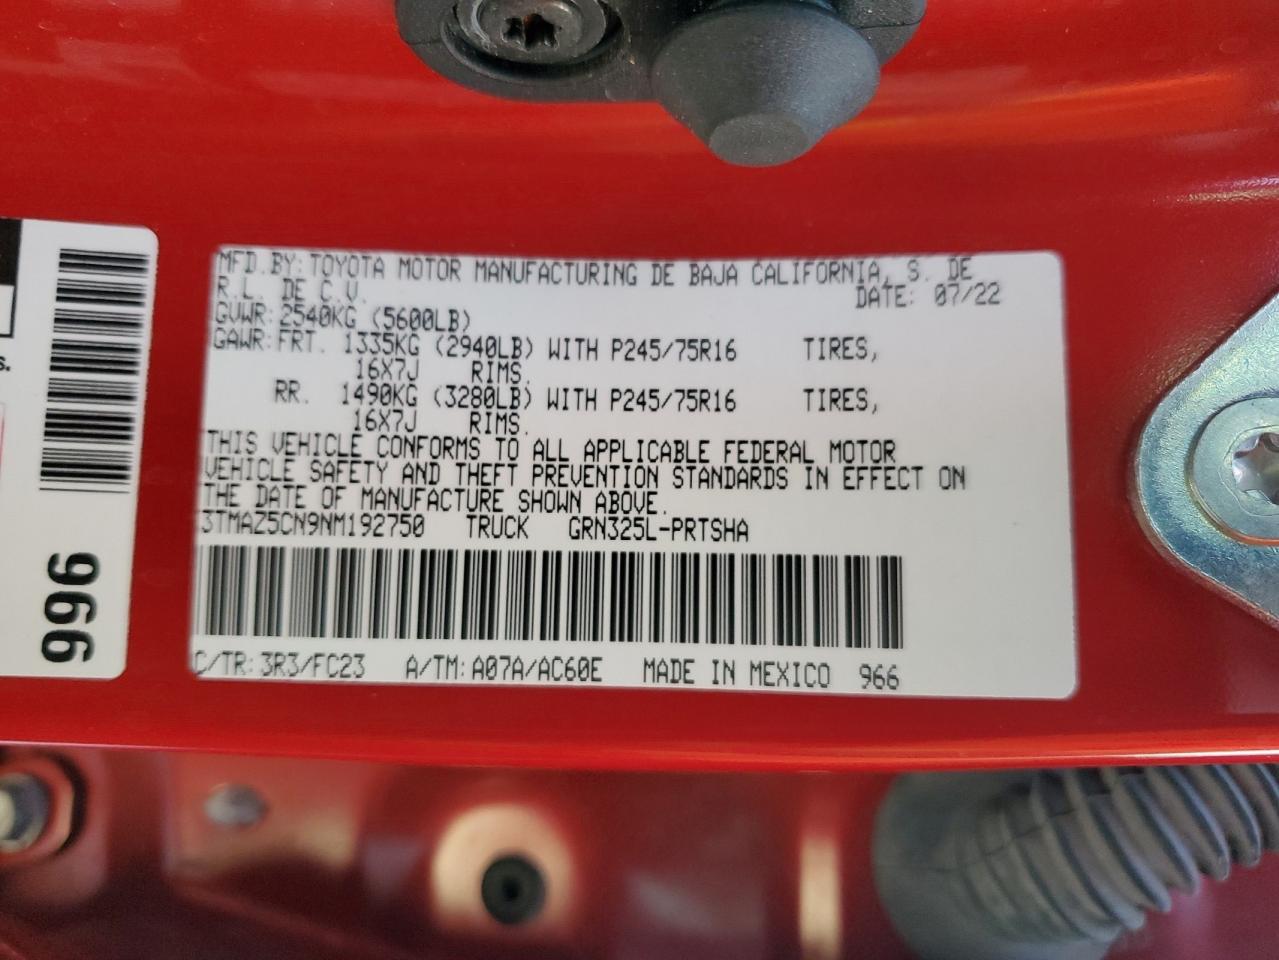 MFD.BY: TOYOTA MOTOR MANUFACTURING DE BAJA CALIFORNIA, S. DE
R.L. DE C.V. DATE: 07/22
GVWR: 2540KG (5600LB)
GAWR: FRT. 1335KG (2940LB) WITH P245/75R16 TIRES,
16X7J RIMS.
RR. 1490KG (3280LB) WITH P245/75R16 TIRES,
16X7J RIMS.
THIS VEHICLE CONFORMS TO ALL APPLICABLE FEDERAL MOTOR
VEHICLE SAFETY AND THEFT PREVENTION STANDARDS IN EFFECT ON
THE DATE OF MANUFACTURE SHOWN ABOVE.
3TMAZ5CN9NM192750 TRUCK GRN325L-PRTSHA
C/TR: 3R3/FC23 A/TM: A07A/AC60E MADE IN MEXICO 966
966